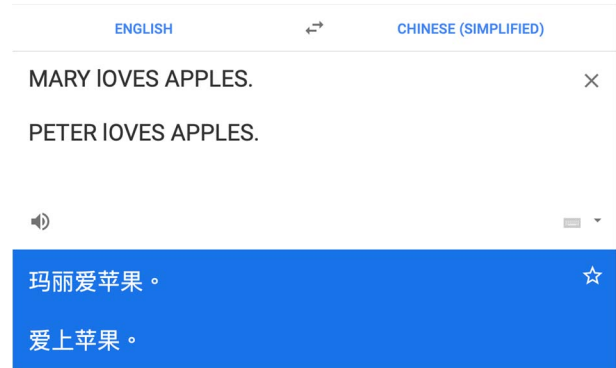 ENGLISH CHINESE (SIMPLIFIED)
MARY lOVES APPLES.
PETER lOVES APPLES.
玛丽爱苹果。
爱上苹果。